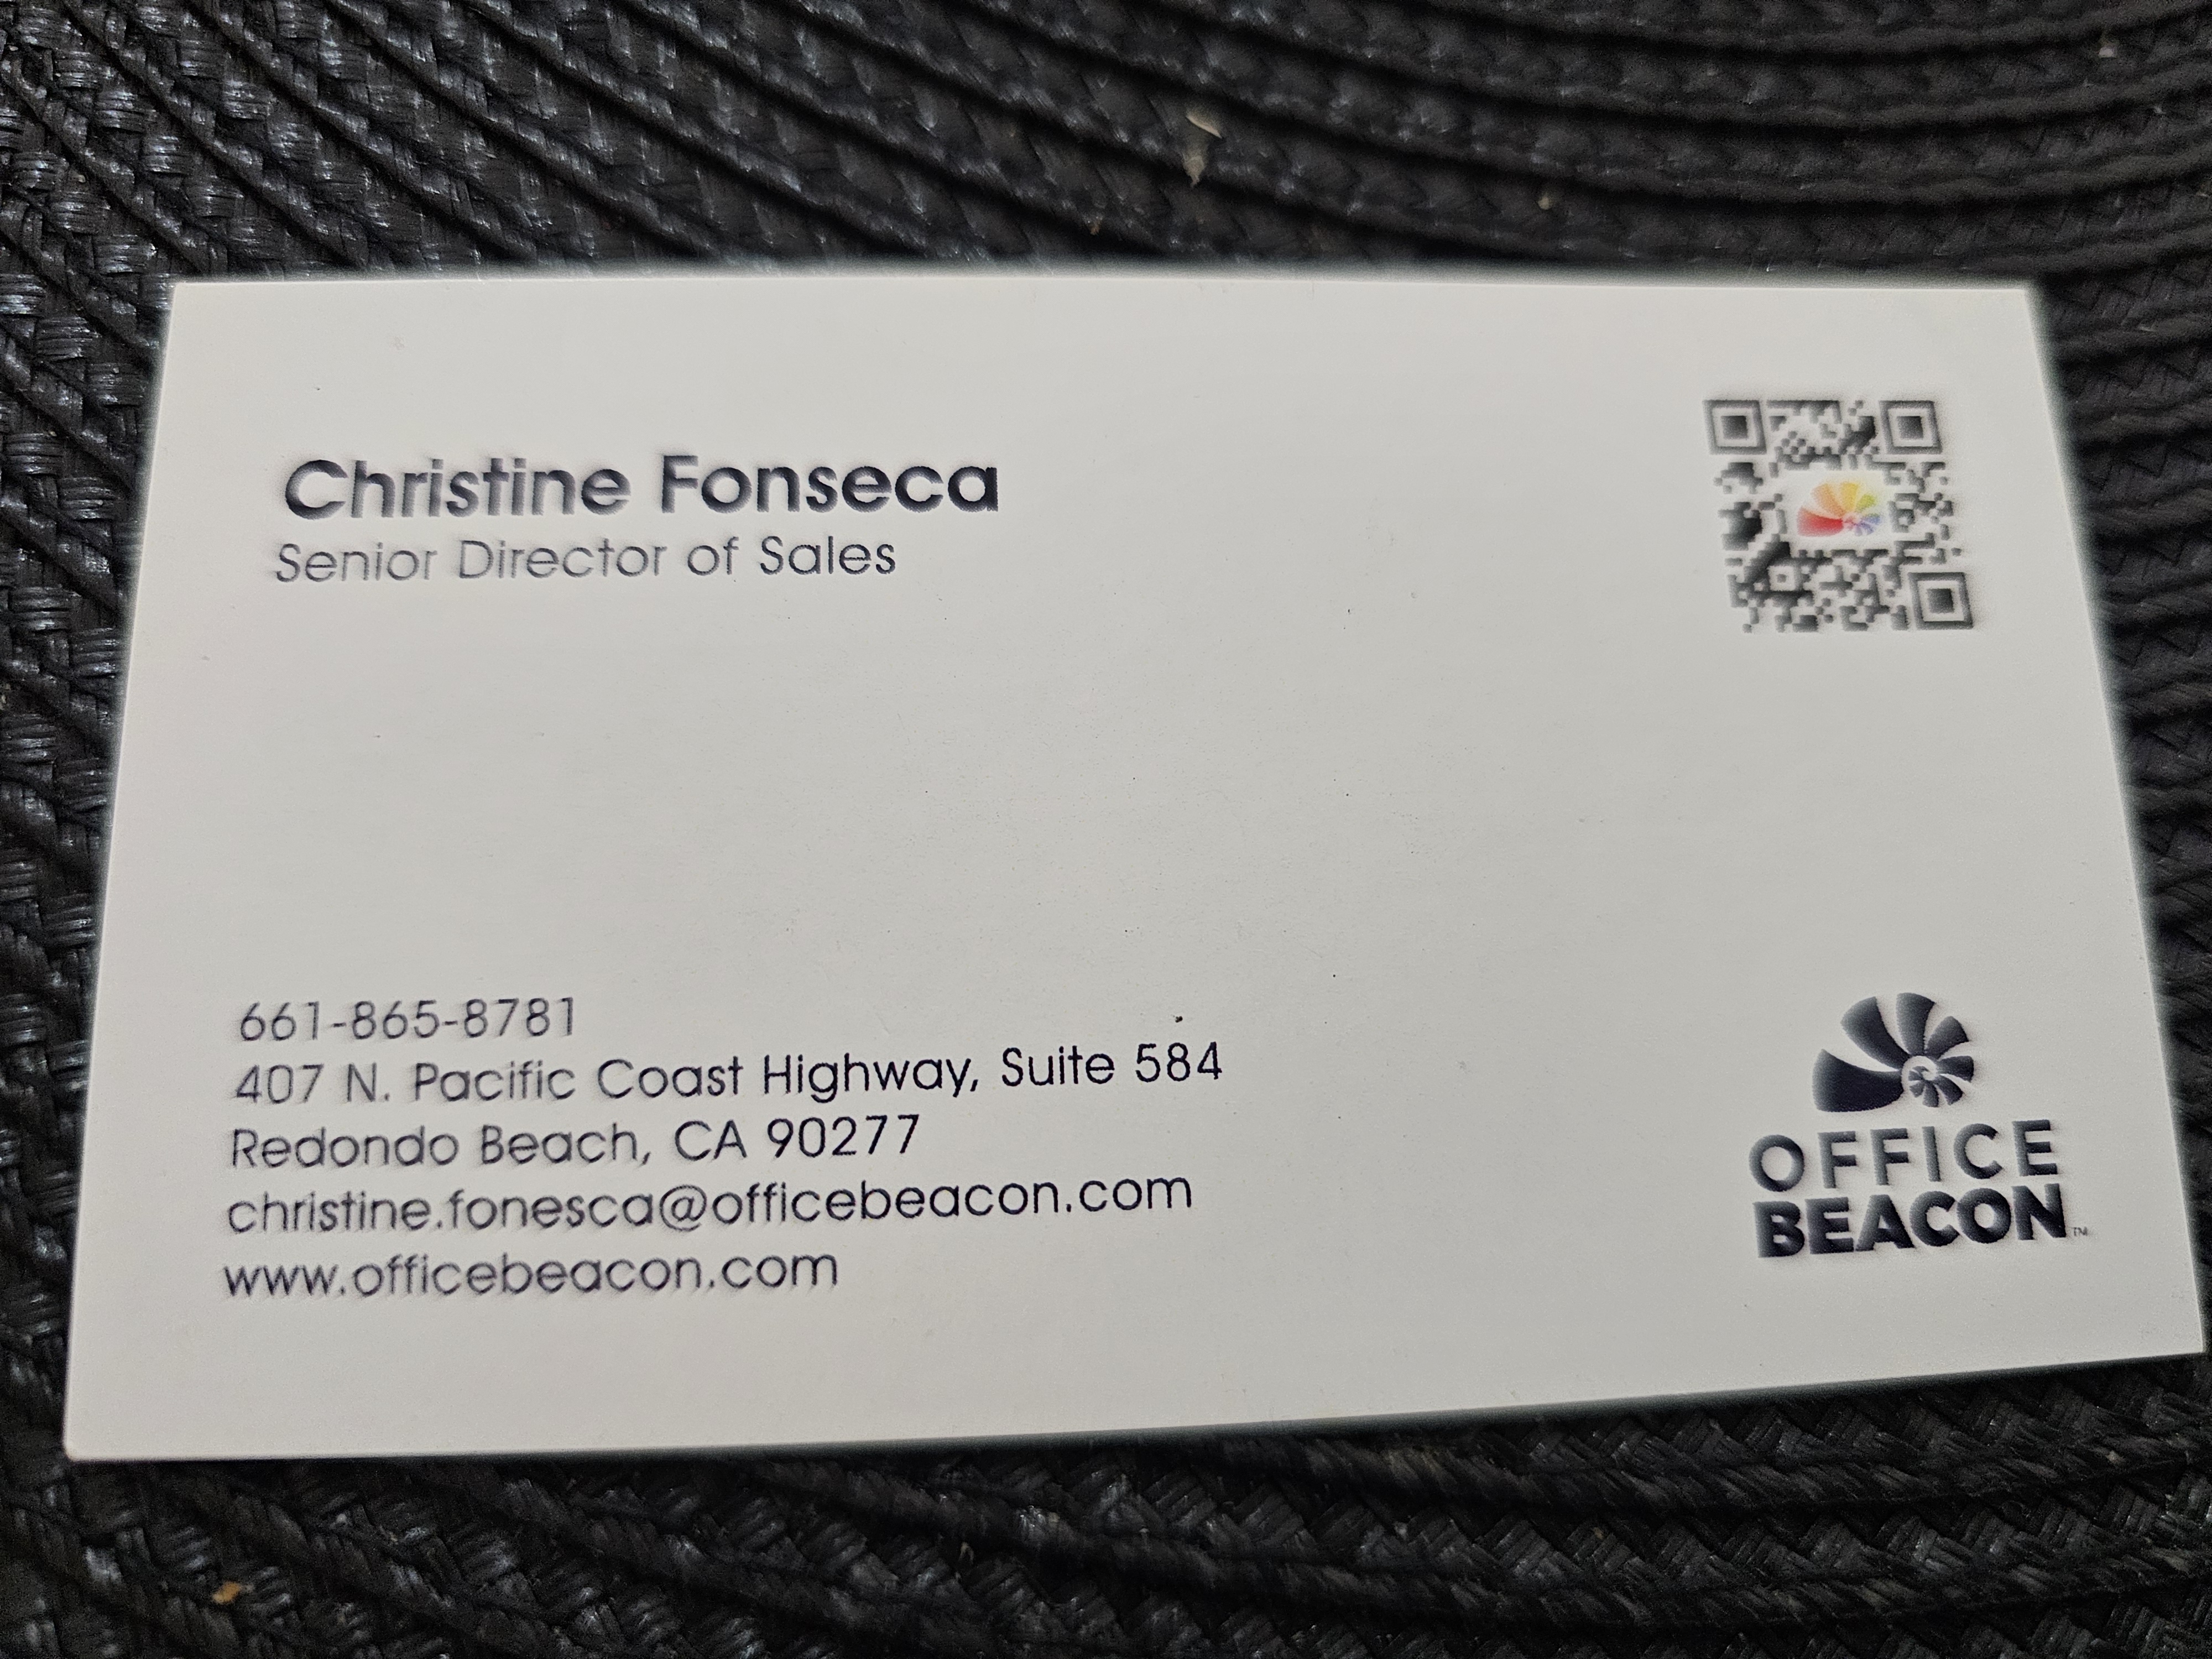 Christine Fonseca
Senior Director of Sales
661-865-8781
407 N. Pacific Coast Highway, Suite 584
Redondo Beach, CA 90277
christine.fonesca@officebeacon.com
www.officebeacon.com
OFFICE
BEACON™